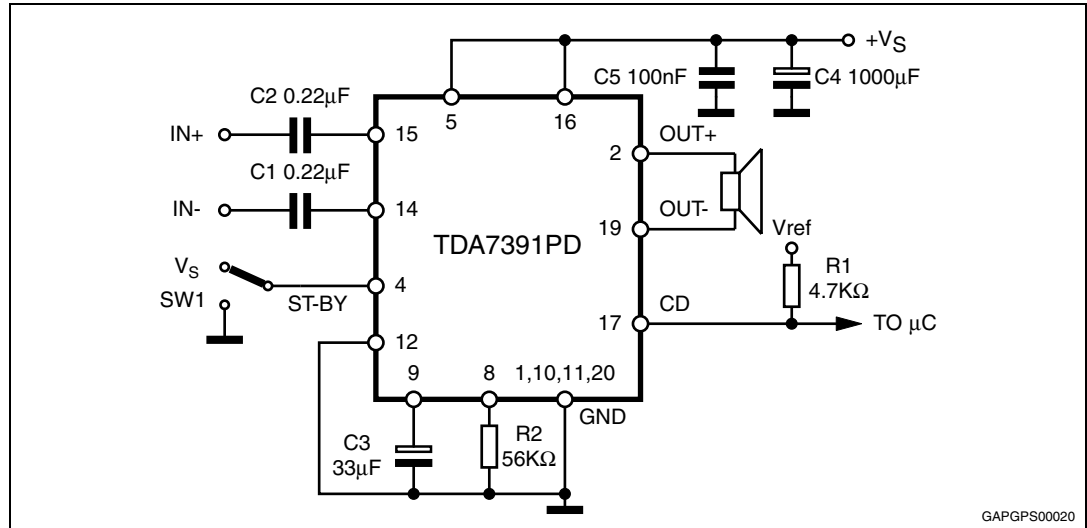 +VS
C5 100nF
C4 1000µF
C2 0.22µF
5
16
IN+
15
OUT+
2
C1 0.22µF
IN-
14
OUT-
19
Vref
TDA7391PD
VS
R1
4.7KΩ
SW1
ST-BY
4
CD
17
TO µC
12
9
8
1,10,11,20
GND
C3
33µF
R2
56KΩ
GAPGPS00020